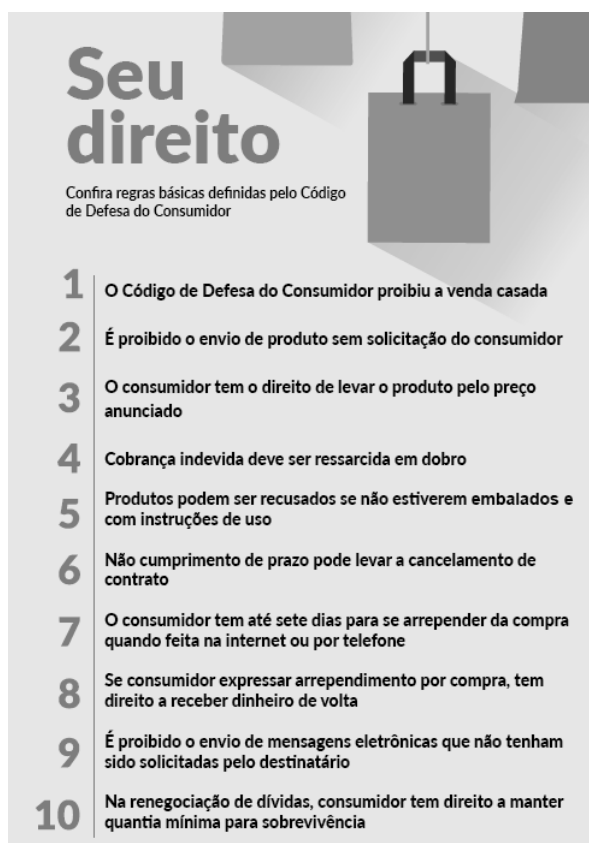 Seu
direito
Confira regras básicas definidas pelo Código
de Defesa do Consumidor
1 O Código de Defesa do Consumidor proibiu a venda casada
2 É proibido o envio de produto sem solicitação do consumidor
3 O consumidor tem o direito de levar o produto pelo preço
anunciado
4 Cobrança indevida deve ser ressarcida em dobro
5 Produtos podem ser recusados se não estiverem embalados e
com instruções de uso
6 Não cumprimento de prazo pode levar a cancelamento de
contrato
7 O consumidor tem até sete dias para se arrepender da compra
quando feita na internet ou por telefone
8 Se consumidor expressar arrependimento por compra, tem
direito a receber dinheiro de volta
9 É proibido o envio de mensagens eletrônicas que não tenham
sido solicitadas pelo destinatário
10 Na renegociação de dívidas, consumidor tem direito a manter
quantia mínima para sobrevivência